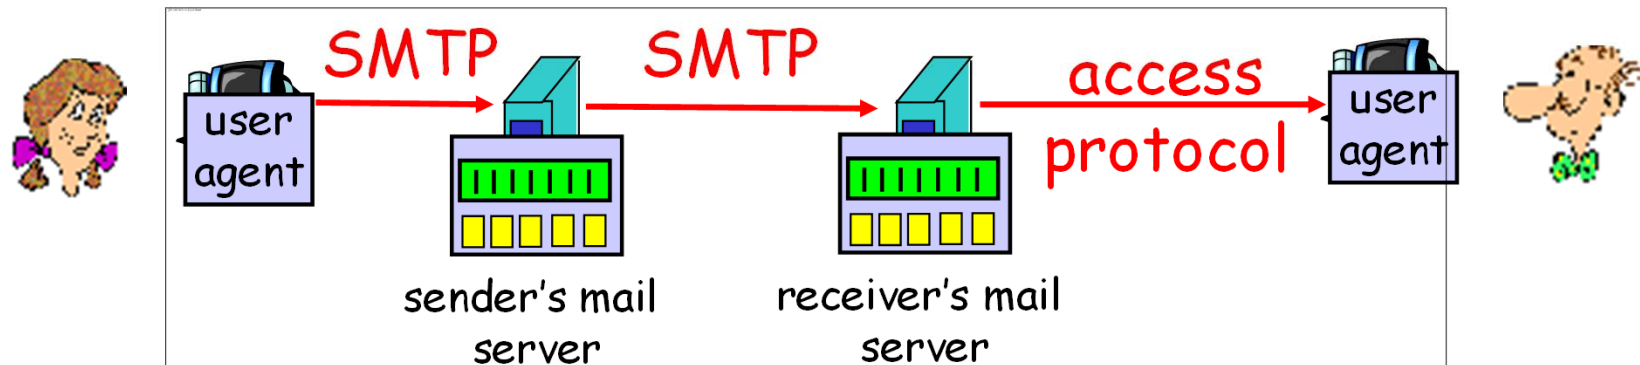 SMTP
SMTP
access
protocol
user
agent
user
agent
sender's mail
server
receiver's mail
server